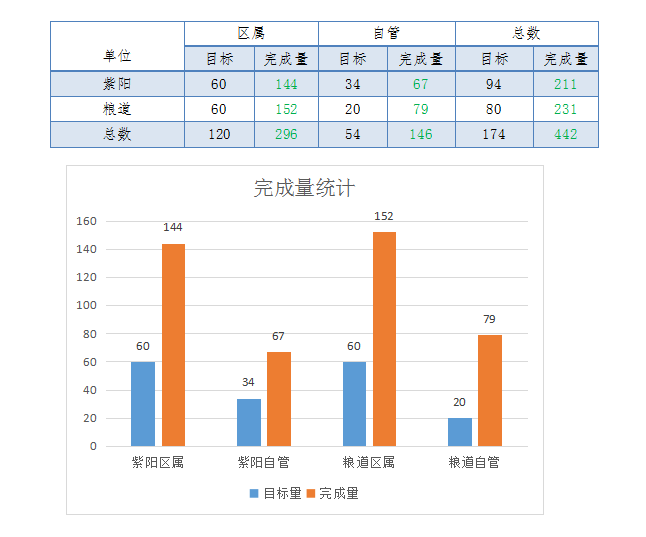 单位 区属 自管 总数
目标 完成量 目标 完成量 目标 完成量
紫阳 60 144 34 67 94 211
粮道 60 152 20 79 80 231
总数 120 296 54 146 174 442
完成量统计
160
140
120
100
80
60
40
20
0
60 144 34 67 60 152 20 79
紫阳区属 紫阳自管 粮道区属 粮道自管
目标量 完成量